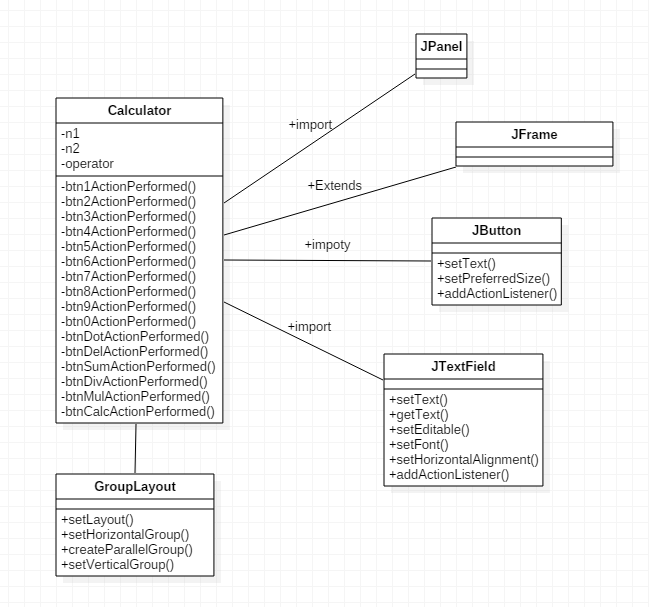 JPanel
Calculator
-n1
-n2
-operator
-btn1ActionPerformed()
-btn2ActionPerformed()
-btn3ActionPerformed()
-btn4ActionPerformed()
-btn5ActionPerformed()
-btn6ActionPerformed()
-btn7ActionPerformed()
-btn8ActionPerformed()
-btn9ActionPerformed()
-btn0ActionPerformed()
-btnDotActionPerformed()
-btnDelActionPerformed()
-btnSumActionPerformed()
-btnDivActionPerformed()
-btnMulActionPerformed()
-btnCalcActionPerformed()
+import
JFrame
+Extends
JButton
+setText()
+setPreferredSize()
+addActionListener()
+impoty
+import
JTextField
+setText()
+getText()
+setEditable()
+setFont()
+setHorizontalAlignment()
+addActionListener()
GroupLayout
+setLayout()
+setHorizontalGroup()
+createParallelGroup()
+setVerticalGroup()